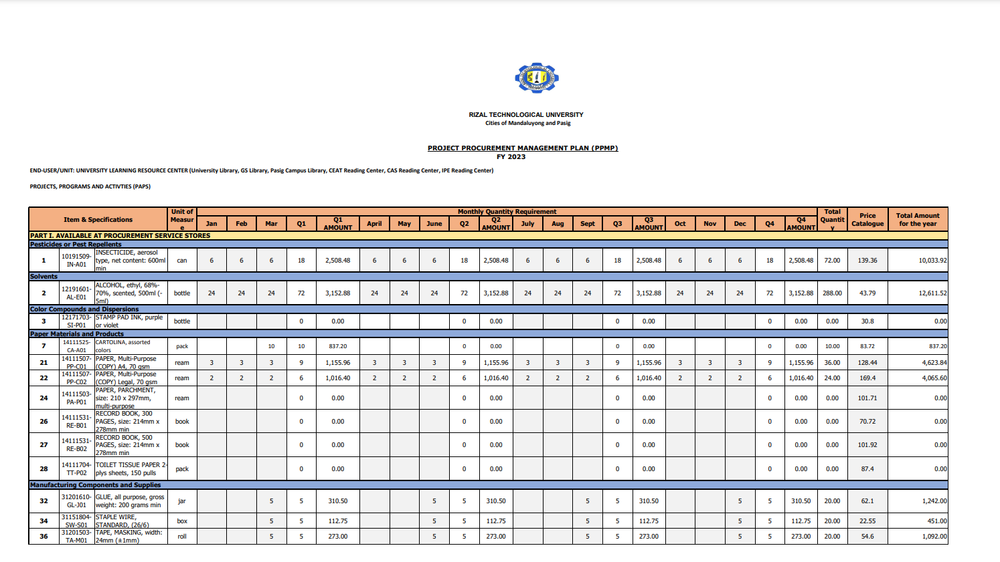 RIZAL TECHNOLOGICAL UNIVERSITY
Cities of Mandaluyong and Pasig
PROJECT PROCUREMENT MANAGEMENT PLAN (PPMP)
FY 2023
END-USER/UNIT: UNIVERSITY LEARNING RESOURCE CENTER (University Library, GS Library, Pasig Campus Library, CEAT Reading Center, CAS Reading Center, IPE Reading Center)
PROJECTS, PROGRAMS AND ACTIVTIES (PAPS)
Item & Specifications
Unit of
Measur
e
Monthly Quantity Requirement
Jan Feb Mar Q1 Q1 AMOUNT April May June Q2 Q2 AMOUNT July Aug Sept Q3 Q3 AMOUNT Oct Nov Dec Q4 Q4 AMOUNT
Total
Quantit
y
Price
Catalogue
Total Amount
for the year
PART I. AVAILABLE AT PROCUREMENT SERVICE STORES
Pesticides or Pest Repellents
1
10191509-
IN-A01
INSECTICIDE, aerosol
type, net content: 600ml
min
can 6 6 6 18 2,508.48 6 6 6 18 2,508.48 6 6 6 18 2,508.48 6 6 6 18 2,508.48 72.00 139.36 10,033.92
Solvents
2
12191601-
AL-E01
ALCOHOL, ethyl, 68%-
70%, scented, 500ml (-
5ml)
bottle 24 24 24 72 3,152.88 24 24 24 72 3,152.88 24 24 24 72 3,152.88 24 24 24 72 3,152.88 288.00 43.79 12,611.52
Color Compounds and Dispersions
3
12171703-
SI-P01
STAMP PAD INK, purple
or violet
bottle 0 0.00 0 0.00 0 0.00 0 0.00 0.00 30.8 0.00
Paper Materials and Products
7
14111525-
CA-A01
CARTOLINA, assorted
colors
pack 10 10 837.20 0 0.00 0 0.00 0 0.00 10.00 83.72 837.20
21
14111507-
PP-C01
PAPER, Multi-Purpose
(COPY) A4, 70 gsm
ream 3 3 3 9 1,155.96 3 3 3 9 1,155.96 3 3 3 9 1,155.96 3 3 3 9 1,155.96 36.00 128.44 4,623.84
22
14111507-
PP-C02
PAPER, Multi-Purpose
(COPY) Legal, 70 gsm
ream 2 2 2 6 1,016.40 2 2 2 6 1,016.40 2 2 2 6 1,016.40 2 2 2 6 1,016.40 24.00 169.4 4,065.60
24
14111503-
PA-P01
PAPER, PARCHMENT,
size: 210 x 297mm,
multi-purpose
ream 0 0.00 0 0.00 0 0.00 0 0.00 0.00 101.71 0.00
26
14111531-
RE-B01
RECORD BOOK, 300
PAGES, size: 214mm x
278mm min
book 0 0.00 0 0.00 0 0.00 0 0.00 0.00 70.72 0.00
27
14111531-
RE-B02
RECORD BOOK, 500
PAGES, size: 214mm x
278mm min
book 0 0.00 0 0.00 0 0.00 0 0.00 0.00 101.92 0.00
28
14111704-
TT-P02
TOILET TISSUE PAPER 2-
plys sheets, 150 pulls
pack 0 0.00 0 0.00 0 0.00 0 0.00 0.00 87.4 0.00
Manufacturing Components and Supplies
32
31201610-
GL-J01
GLUE, all purpose, gross
weight: 200 grams min
jar 5 5 310.50 5 5 310.50 5 5 310.50 5 5 310.50 20.00 62.1 1,242.00
34
31151804-
SW-S01
STAPLE WIRE,
STANDARD, (26/6)
box 5 5 112.75 5 5 112.75 5 5 112.75 5 5 112.75 20.00 22.55 451.00
36
31201503-
TA-M01
TAPE, MASKING, width:
24mm (±1mm)
roll 5 5 273.00 5 5 273.00 5 5 273.00 5 5 273.00 20.00 54.6 1,092.00